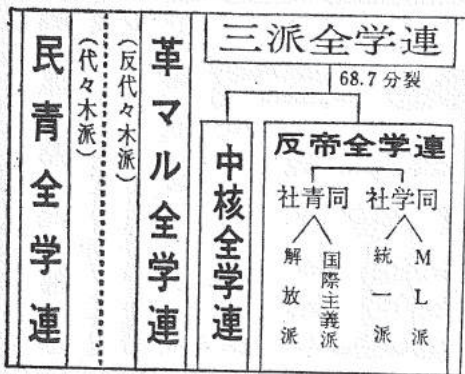 三派全学連
68.7分裂
反帝全学連
社学同
ML派
統一派
社青同
国際主義派
解放派
中核全学連
革マル全学連
(反代々木派)
(代々木派)
民青全学連